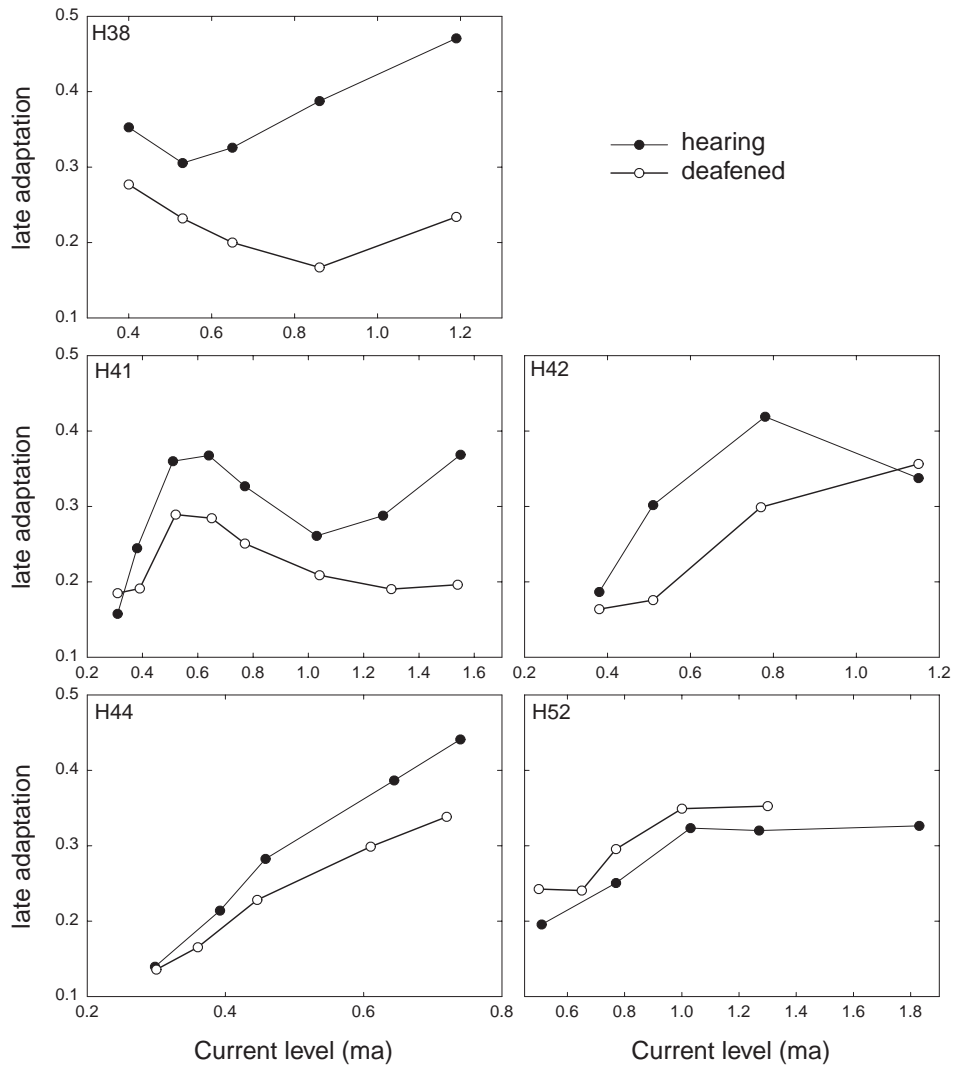 H38
0.5
0.4
0.3
0.2
0.1
late adaptation
0.4 0.6 0.8 1.0 1.2
hearing
deafened
H41
0.5
0.4
0.3
0.2
0.1
late adaptation
0.2 0.4 0.6 0.8 1.0 1.2 1.4 1.6
H42
0.2 0.4 0.6 0.8 1.0 1.2
H44
0.5
0.4
0.3
0.2
0.1
late adaptation
0.2 0.4 0.6 0.8
Current level (ma)
H52
0.6 0.8 1.0 1.2 1.4 1.6 1.8
Current level (ma)